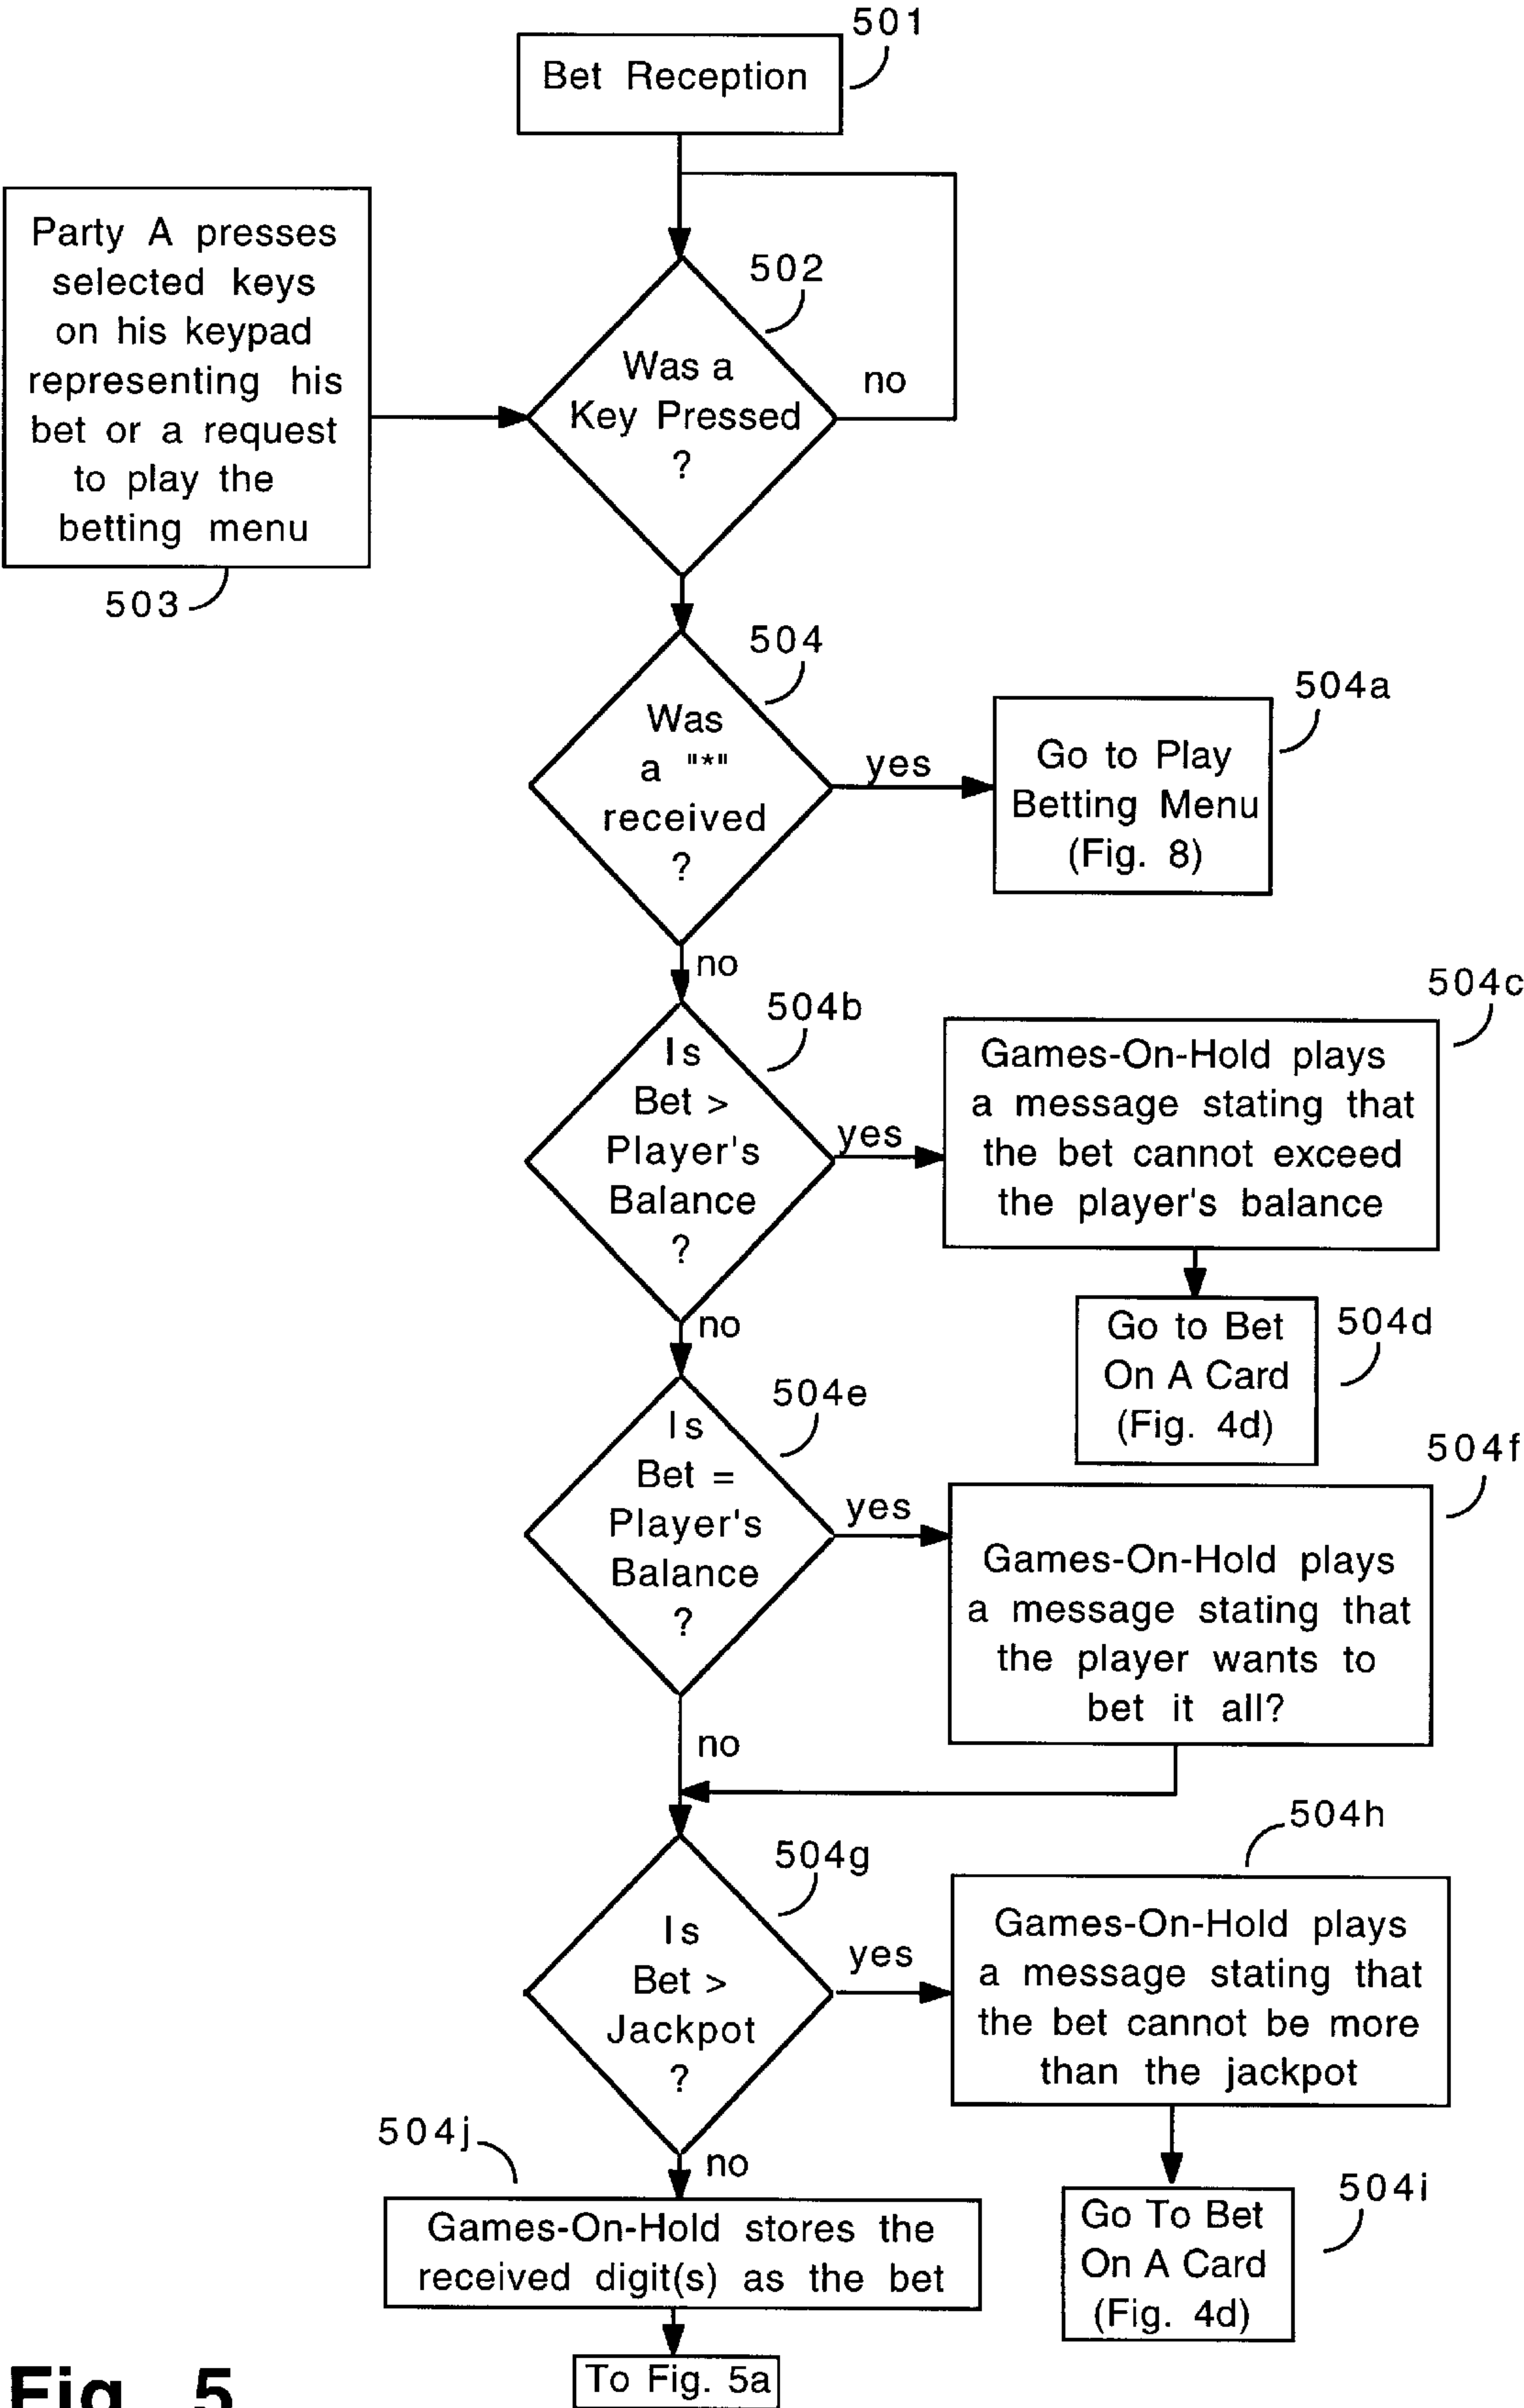 501
Bet Reception
Party A presses
selected keys
on his keypad
representing his
bet or a request
to play the
betting menu
503
502
Was a
Key Pressed
?
no
504
Was
a "*"
received
?
yes
504a
Go to Play
Betting Menu
(Fig. 8)
no
504b
Is
Bet >
Player's
Balance
?
yes
504c
Games-On-Hold plays
a message stating that
the bet cannot exceed
the player's balance
504d
Go to Bet
On A Card
(Fig. 4d)
no
504e
Is
Bet =
Player's
Balance
?
yes
504f
Games-On-Hold plays
a message stating that
the player wants to
bet it all?
no
504g
Is
Bet >
Jackpot
?
yes
504h
Games-On-Hold plays
a message stating that
the bet cannot be more
than the jackpot
504i
Go To Bet
On A Card
(Fig. 4d)
no
504j
Games-On-Hold stores the
received digit(s) as the bet
To Fig. 5a
Fig. 5